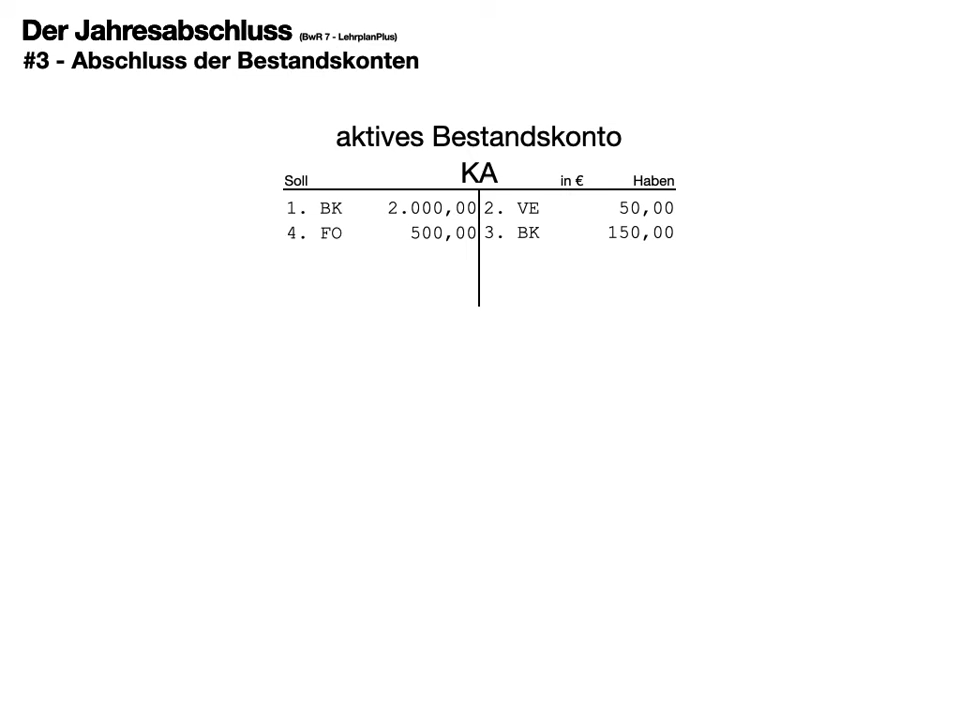 Der Jahresabschluss (BwR 7 - LehrplanPlus)
#3 - Abschluss der Bestandskonten
aktives Bestandskonto
Soll KA in € Haben
1. BK 2.000,00 2. VE 50,00
4. FO 500,00 3. BK 150,00